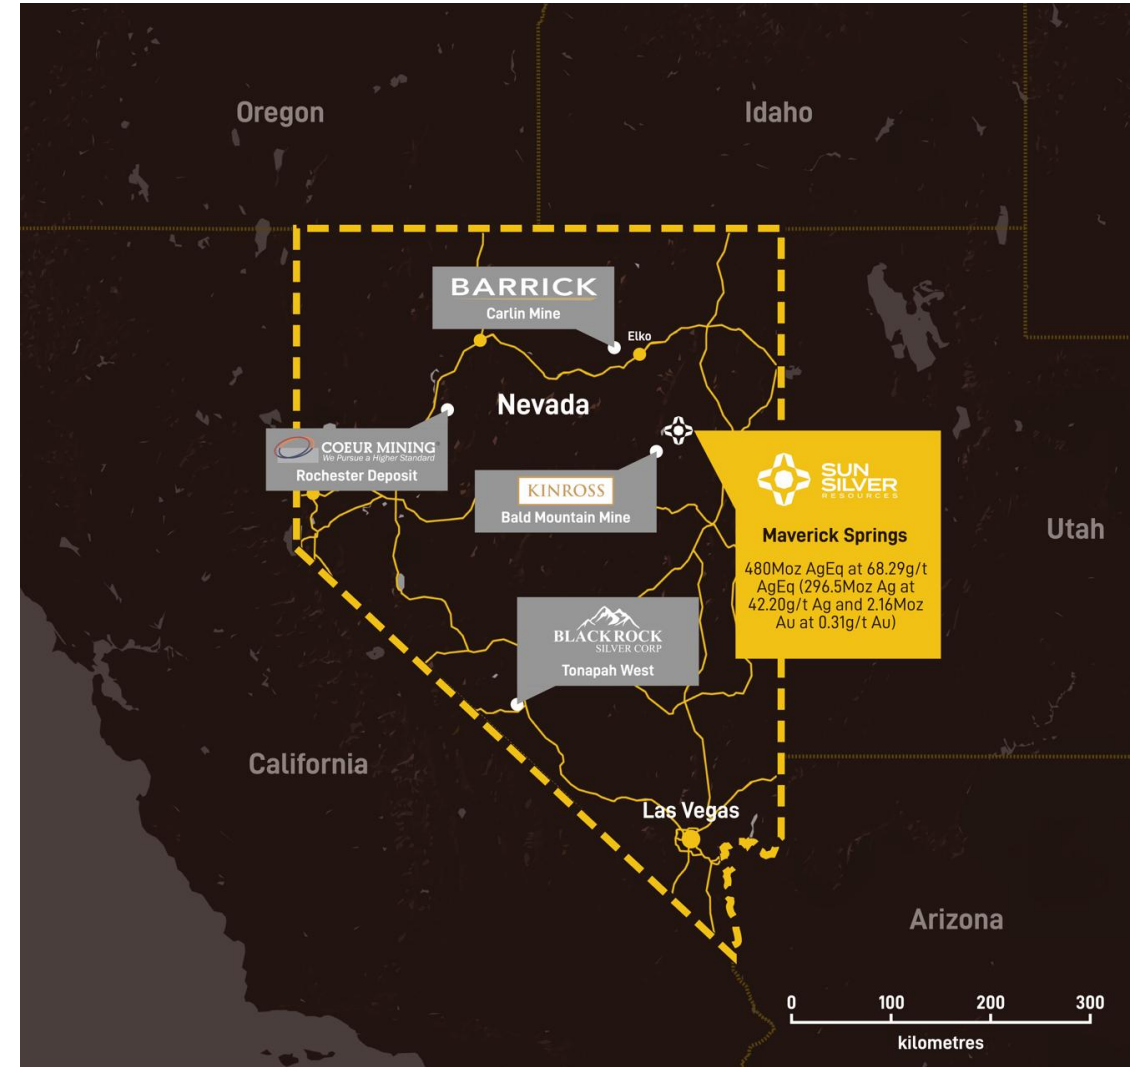 Oregon
Idaho
BARRICK
Carlin Mine
Elko
Nevada
COEUR MINING®
We Pursue a Higher Standard
Rochester Deposit
KINROSS
Bald Mountain Mine
SUN
SILVER
RESOURCES
Maverick Springs
480Moz AgEq at 68.29g/t
AgEq (296.5Moz Ag at
42.20g/t Ag and 2.16Moz
Au at 0.31g/t Au)
Utah
BLACKROCK
SILVER CORP
Tonapah West
California
Las Vegas
Arizona
0 100 200 300
kilometres